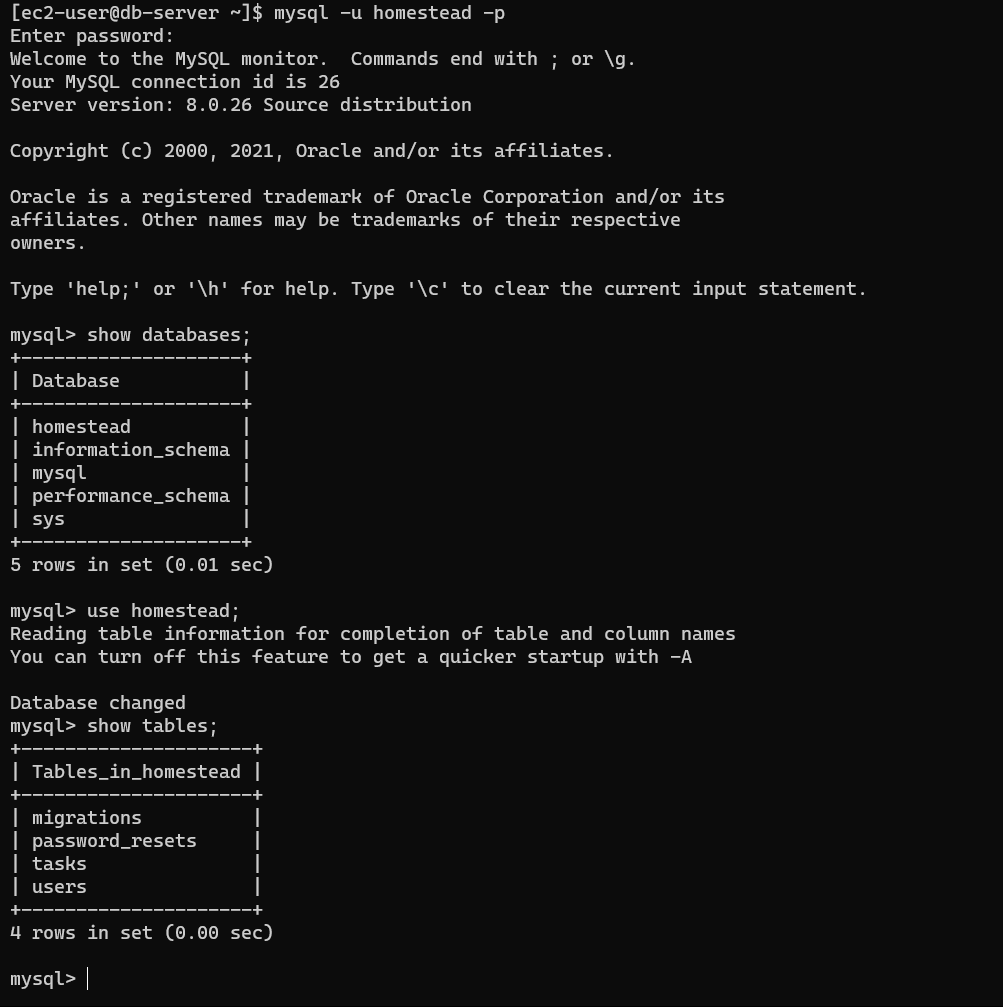 [ec2-user@db-server ~]$ mysql -u homestead -p
Enter password:
Welcome to the MySQL monitor.  Commands end with ; or \g.
Your MySQL connection id is 26
Server version: 8.0.26 Source distribution

Copyright (c) 2000, 2021, Oracle and/or its affiliates.

Oracle is a registered trademark of Oracle Corporation and/or its
affiliates. Other names may be trademarks of their respective
owners.

Type 'help;' or '\h' for help. Type '\c' to clear the current input statement.

mysql> show databases;
+--------------------+
| Database           |
+--------------------+
| homestead          |
| information_schema |
| mysql              |
| performance_schema |
| sys                |
+--------------------+
5 rows in set (0.01 sec)

mysql> use homestead;
Reading table information for completion of table and column names
You can turn off this feature to get a quicker startup with -A

Database changed
mysql> show tables;
+---------------------+
| Tables_in_homestead |
+---------------------+
| migrations          |
| password_resets     |
| tasks               |
| users               |
+---------------------+
4 rows in set (0.00 sec)

mysql>